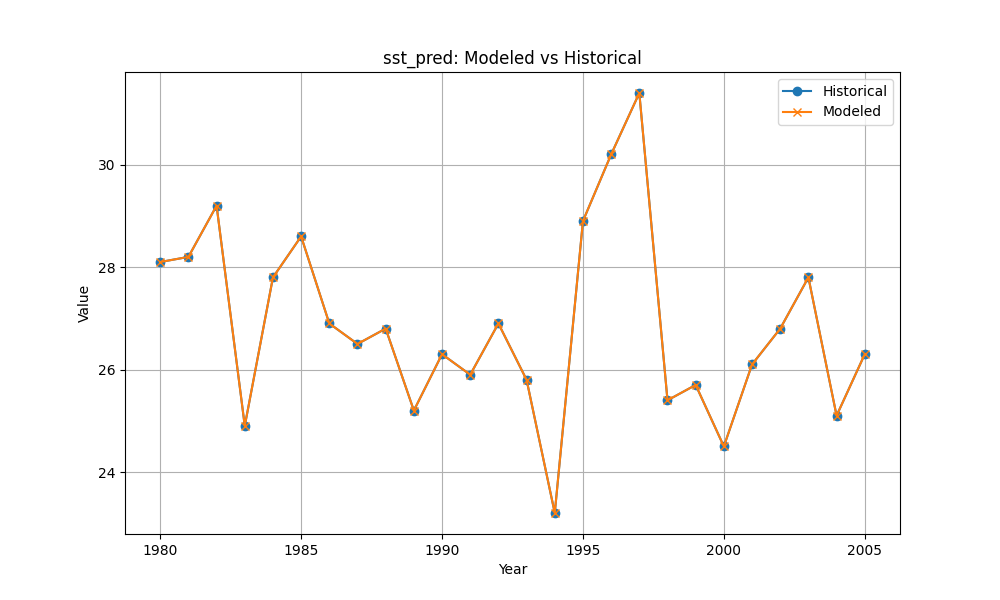 sst_pred: Modeled vs Historical
Historical
Modeled
Value
30
28
26
24
1980 1985 1990 1995 2000 2005
Year